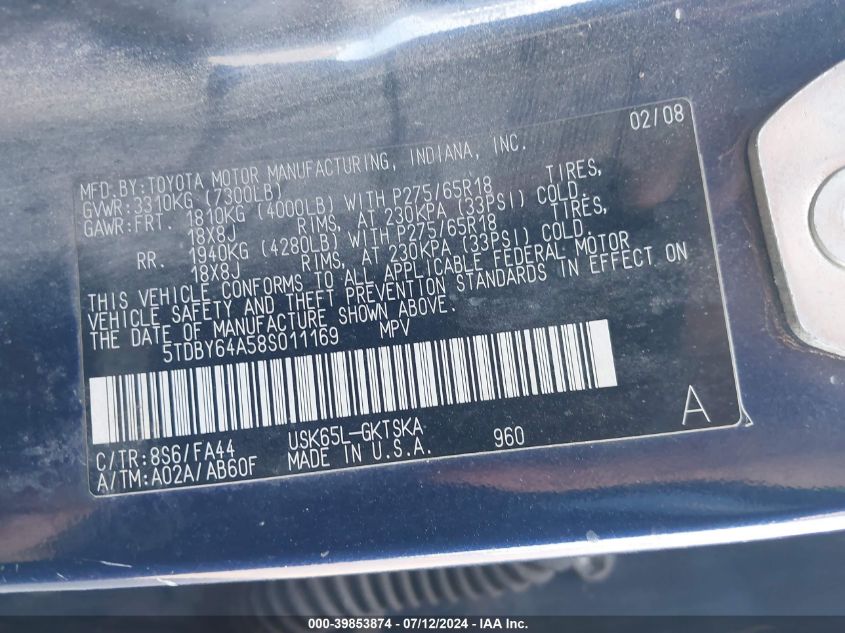 02/08
MFD.BY:TOYOTA MOTOR MANUFACTURING, INDIANA, INC.
GVWR:3310KG (7300LB)
GAWR:FRT. 1810KG (4000LB) WITH P275/65R18 TIRES,
18X8J RIMS, AT 230KPA (33PSI) COLD.
RR. 1940KG (4280LB) WITH P275/65R18 TIRES,
18X8J RIMS, AT 230KPA (33PSI) COLD.
THIS VEHICLE CONFORMS TO ALL APPLICABLE FEDERAL MOTOR
VEHICLE SAFETY AND THEFT PREVENTION STANDARDS IN EFFECT ON
THE DATE OF MANUFACTURE SHOWN ABOVE.
5TDBY64A58S011169 MPV
C/TR:8S6/FA44 USK65L-GKTSKA
A/TM:A02A/AB60F MADE IN U.S.A. 960
A
000-39853874 / 07/12/2024 - IAA Inc.